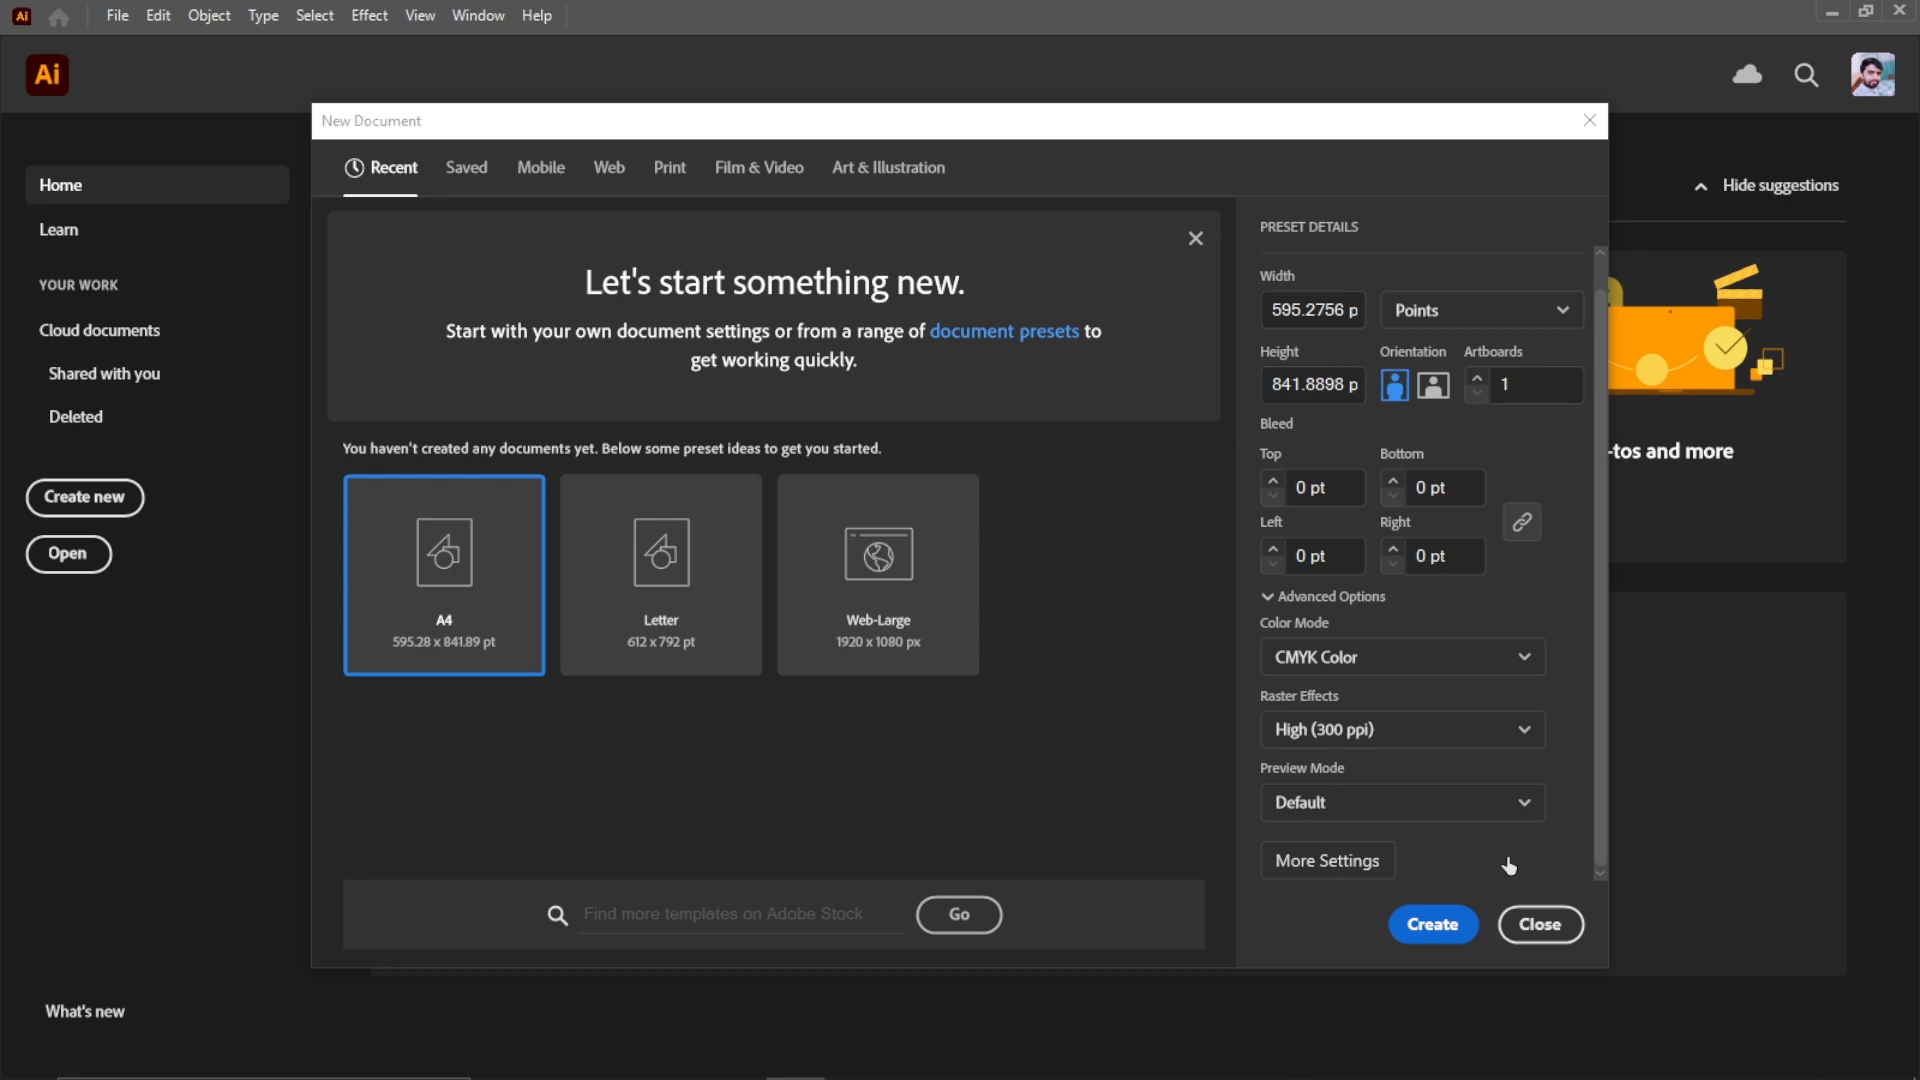 Ai
File Edit Object Type Select Effect View Window Help
Ai
New Document
Recent Saved Mobile Web Print Film & Video Art & Illustration
Home
Learn
YOUR WORK
Cloud documents
Shared with you
Deleted
Create new
Open
What's new
Let's start something new.
Start with your own document settings or from a range of document presets to
get working quickly.
You haven't created any documents yet. Below some preset ideas to get you started.
A4
595.28 x 841.89 pt
Letter
612 x 792 pt
Web-Large
1920 x 1080 px
Find more templates on Adobe Stock
Go
PRESET DETAILS
Width
595.2756 p Points
Height Orientation Artboards
841.8898 p 1
Bleed
Top Bottom
0 pt 0 pt
Left Right
0 pt 0 pt
Advanced Options
Color Mode
CMYK Color
Raster Effects
High (300 ppi)
Preview Mode
Default
More Settings
Create Close
Hide suggestions
-tos and more